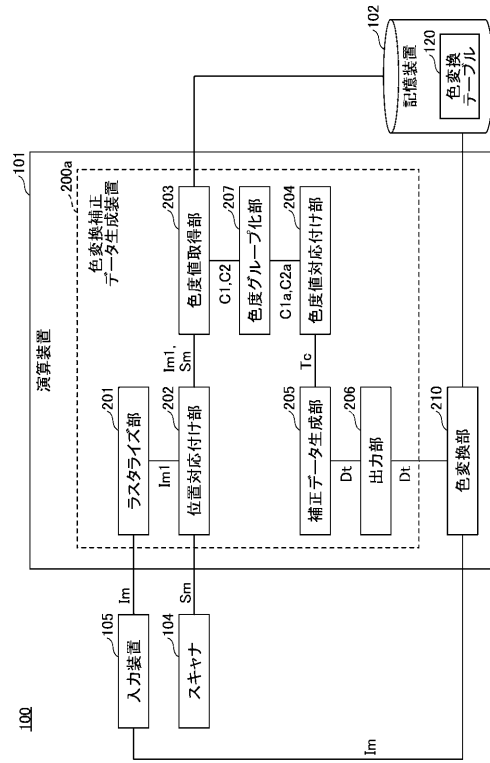 100
105
入力装置
104
スキャナ
Im
Sm
Im
101
演算装置
200a
色変換補正
データ生成装置
201
ラスタライズ部
Im1
202
位置対応付け部
Im1,
Sm
203
色度値取得部
C1,C2
207
色度グループ化部
C1a,C2a
204
色度値対応付け部
Tc
205
補正データ生成部
Dt
206
出力部
Dt
210
色変換部
102
記憶装置
120
色変換
テーブル